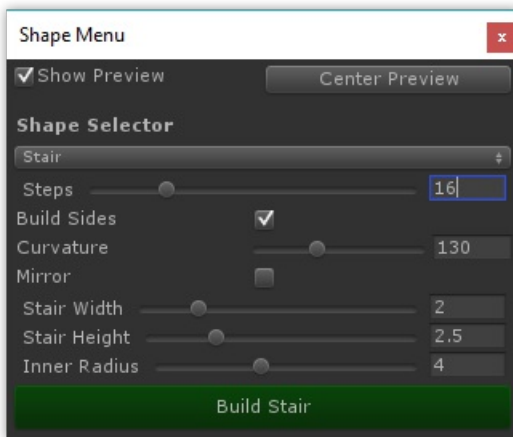 Shape Menu
x
Show Preview
Center Preview
Shape Selector
Stair
Steps 16
Build Sides
Curvature 130
Mirror
Stair Width 2
Stair Height 2.5
Inner Radius 4
Build Stair